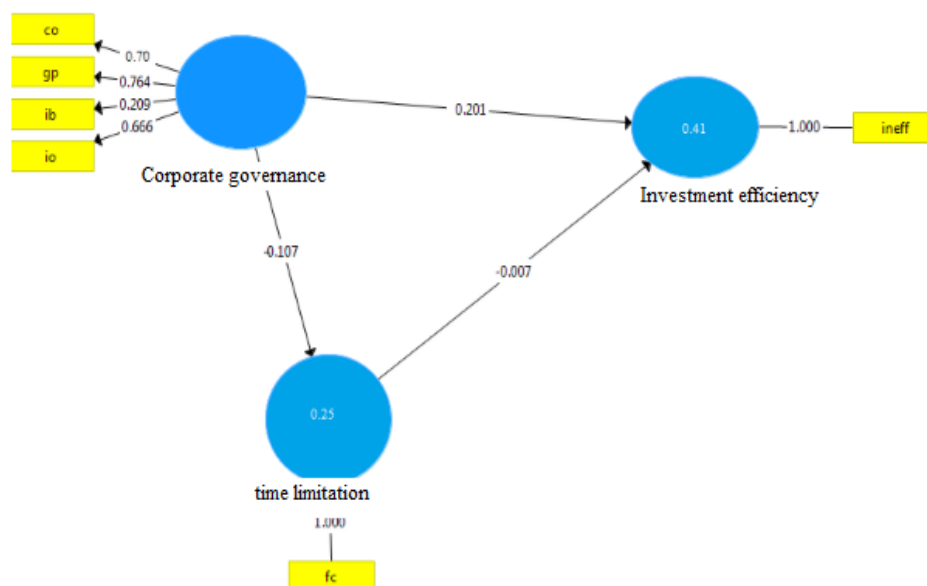 co
0.70
gp
0.764
ib
0.209
io
0.666
Corporate governance
0.201
0.41
1.000
ineff
Investment efficiency
-0.107
-0.007
0.25
time limitation
1.000
fc